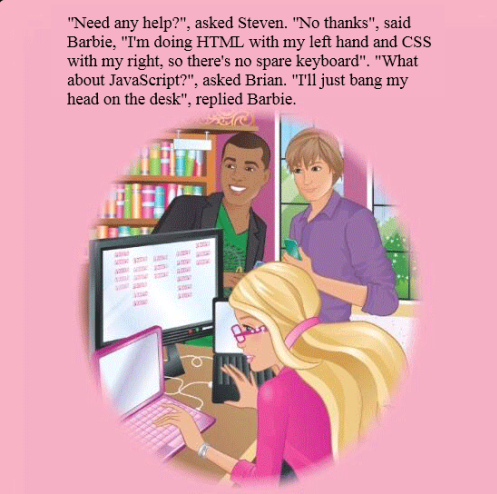 "Need any help?", asked Steven. "No thanks", said
Barbie, "I'm doing HTML with my left hand and CSS
with my right, so there's no spare keyboard". "What
about JavaScript?", asked Brian. "I'll just bang my
head on the desk", replied Barbie.